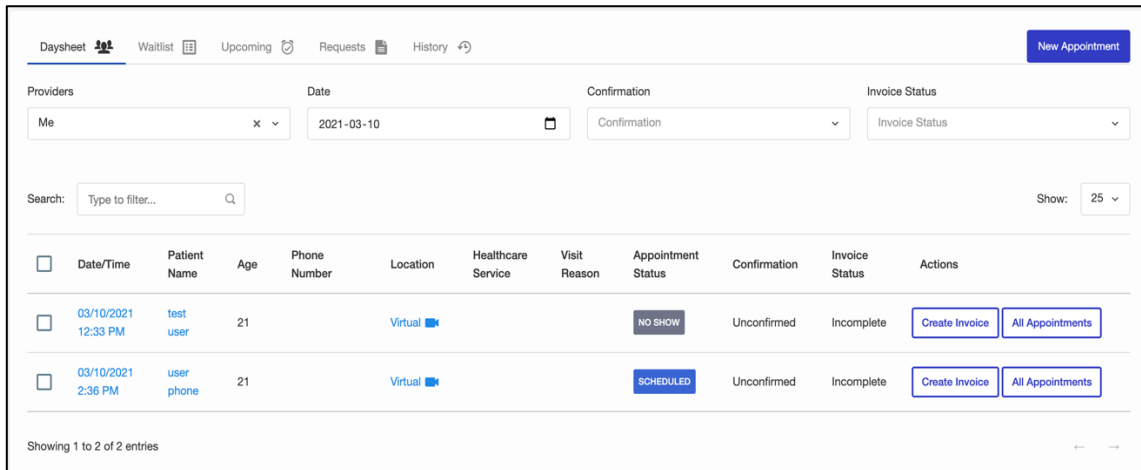 Daysheet Waitlist Upcoming Requests History New Appointment
Providers Date Confirmation Invoice Status
Me 2021-03-10 Confirmation Invoice Status
Search: Type to filter... Show: 25
Date/Time Patient Name Age Phone Number Location Healthcare Service Visit Reason Appointment Status Confirmation Invoice Status Actions
03/10/2021 12:33 PM test user 21 Virtual NO SHOW Unconfirmed Incomplete Create Invoice All Appointments
03/10/2021 2:36 PM user phone 21 Virtual SCHEDULED Unconfirmed Incomplete Create Invoice All Appointments
Showing 1 to 2 of 2 entries